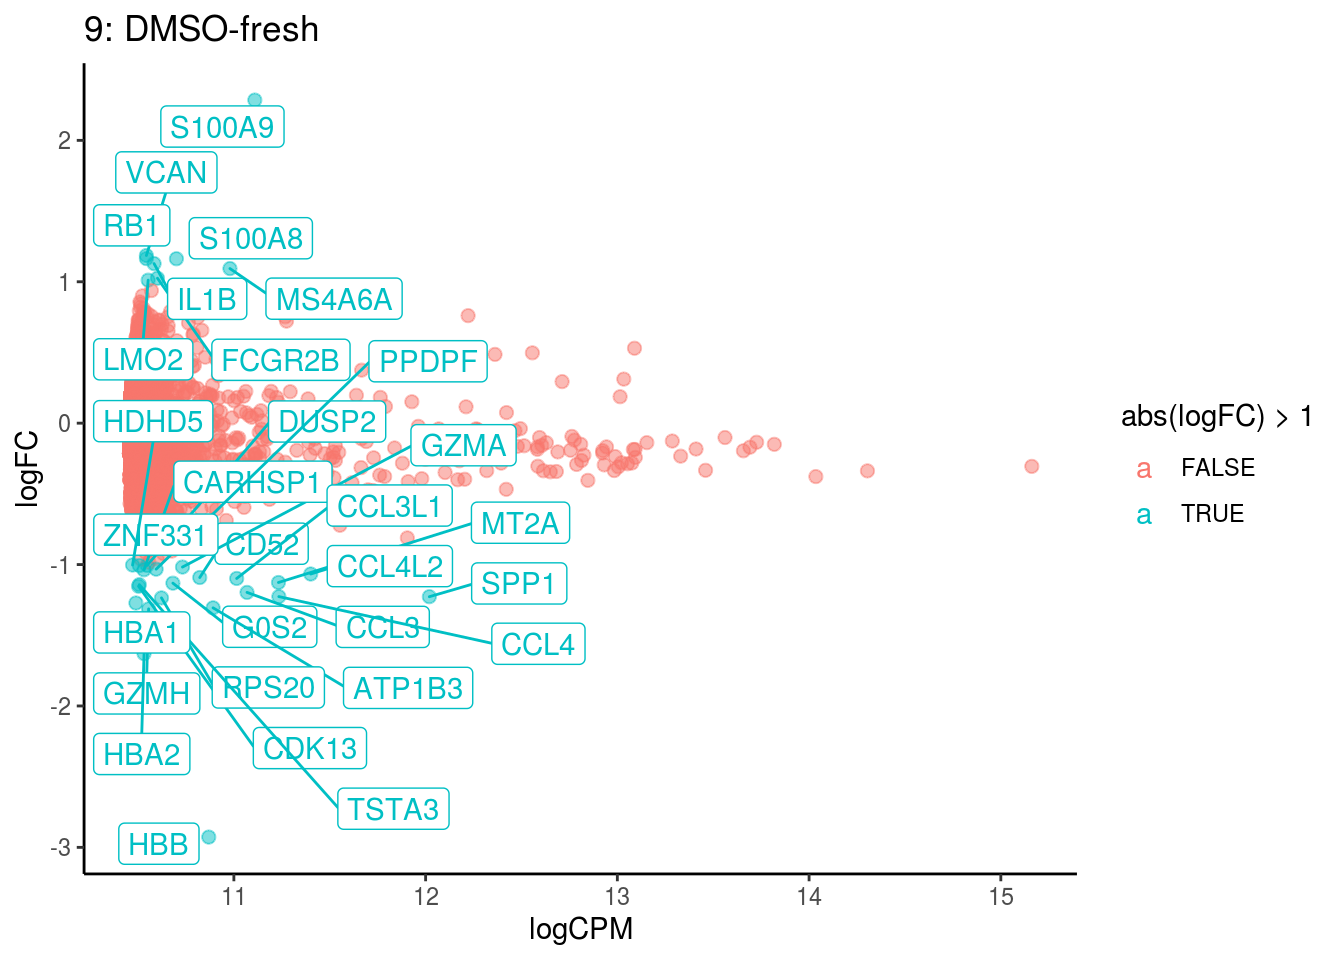 9: DMSO-fresh
S100A9
2
VCAN
RB1
S100A8
1
IL1B
MS4A6A
LMO2
FCGR2B
PPDPF
HDHD5
DUSP2
0
GZMA
CARHSP1
CCL3L1
MT2A
ZNF331
CD52
-1
CCL4L2
SPP1
HBA1
G0S2
CCL3
CCL4
GZMH
RPS20
ATP1B3
-2
HBA2
CDK13
TSTA3
HBB
-3
logFC
11
12
13
14
15
logCPM
abs(logFC) > 1
a FALSE
a TRUE